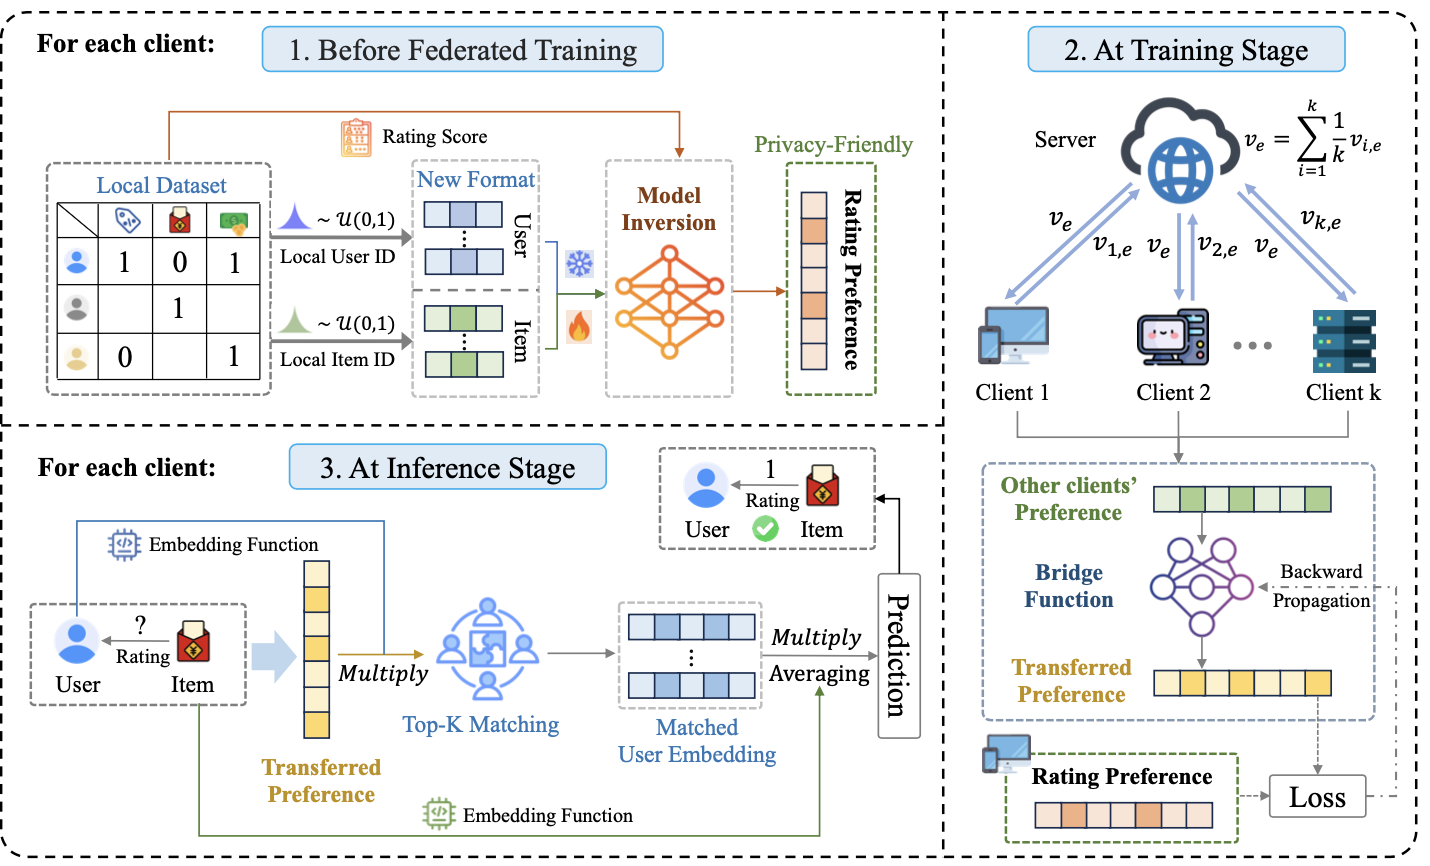 For each client:
1. Before Federated Training
Rating Score
Local Dataset
1 0 1
1
0 1
~ 𝒰(0,1)
Local User ID
~ 𝒰(0,1)
Local Item ID
New Format
User
Item
Model
Inversion
Privacy-Friendly
Rating Preference
2. At Training Stage
Server
v_e = \sum_{i=1}^{k} \frac{1}{k} v_{i,e}
v_e
v_{1,e}
v_e
v_{2,e}
v_e
v_{k,e}
Client 1
Client 2
Client k
Other clients'
Preference
Bridge
Function
Backward
Propagation
Transferred
Preference
Rating Preference
Loss
For each client:
3. At Inference Stage
Embedding Function
?
Rating
User
Item
Transferred
Preference
Multiply
Top-K Matching
Matched
User Embedding
Multiply
Averaging
Embedding Function
Prediction
1
Rating
User
Item